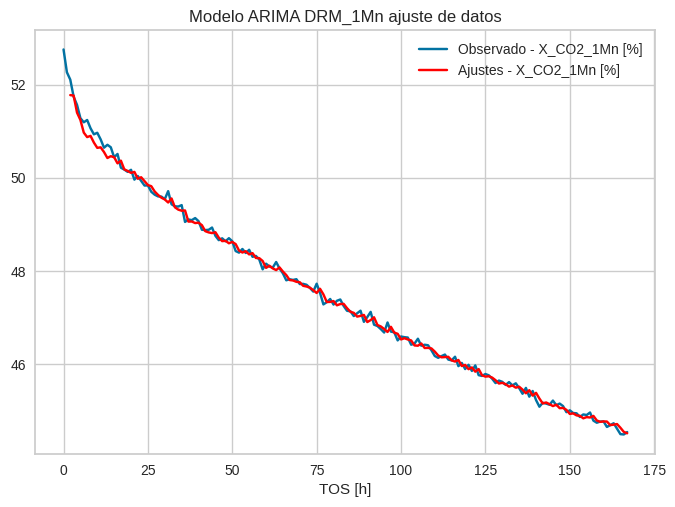 Modelo ARIMA DRM_1Mn ajuste de datos
Observado - X_CO2_1Mn [%]
Ajustes - X_CO2_1Mn [%]
52
50
48
46
0 25 50 75 100 125 150 175
TOS [h]